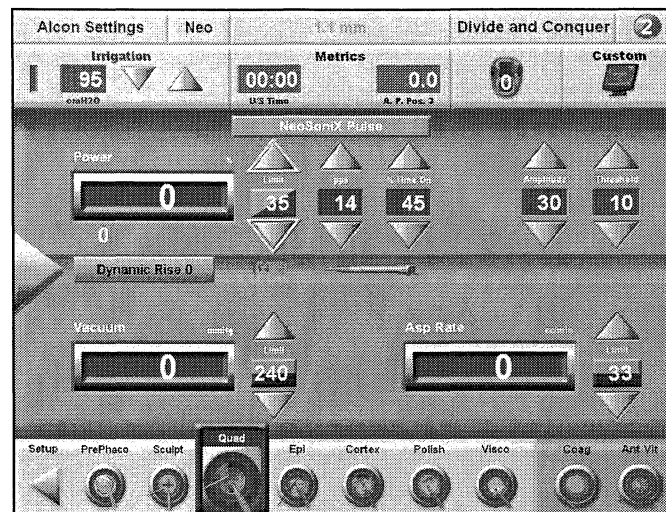 Alcon Settings Neo 1.1 mm Divide and Conquer 2
Irrigation Metrics Custom
95 00:00 0.0 0
cmH2O U/S Time A. P. Pos. 3
NeoSoniX Pulse
Power % Limit pps % Time On Amplitude Threshold
0 35 14 45 30 10
0
Dynamic Rise 0
Vacuum mmHg Asp Rate cc/min
Limit Limit
0 240 0 33
Quad
Setup PrePhaco Sculpt Epi Cortex Polish Visco Coag Ant Vit